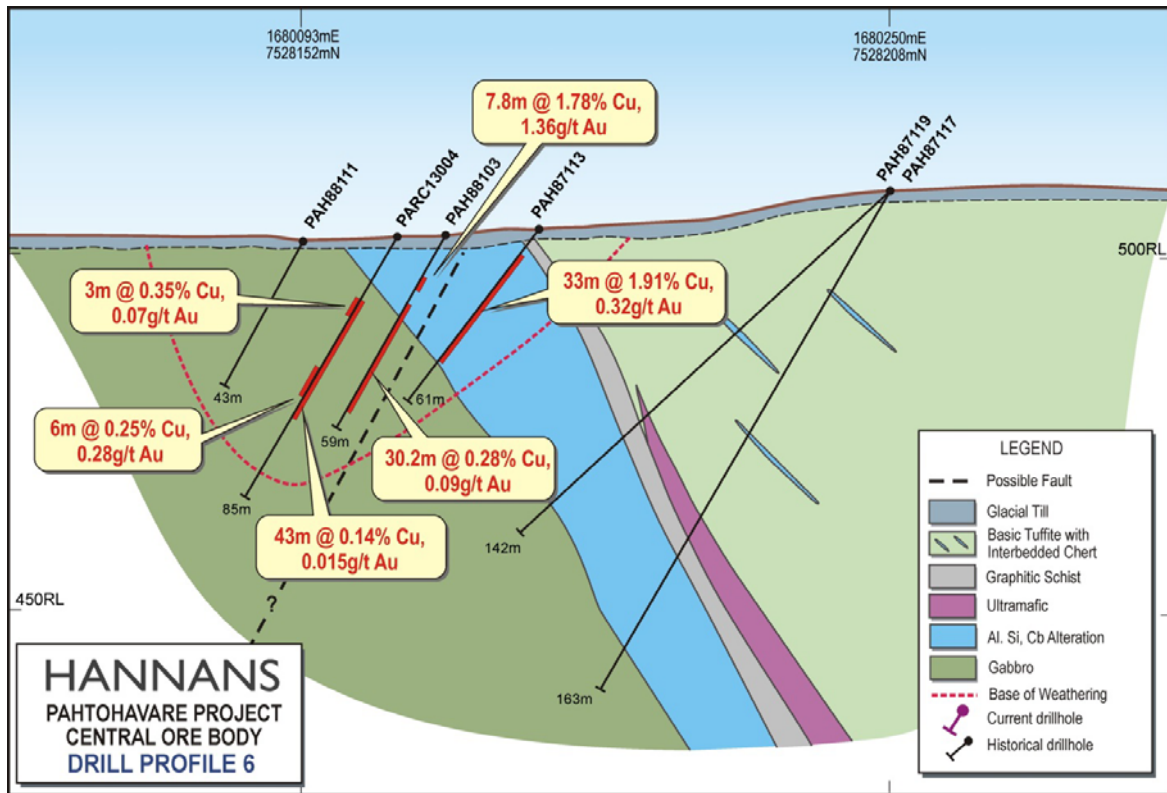 1680093mE
7528152mN
1680250mE
7528208mN
7.8m @ 1.78% Cu,
1.36g/t Au
PAH88111
PARC13004
PAH88103
PAH87113
PAH87119
PAH87117
500RL
3m @ 0.35% Cu,
0.07g/t Au
33m @ 1.91% Cu,
0.32g/t Au
43m
61m
59m
6m @ 0.25% Cu,
0.28g/t Au
30.2m @ 0.28% Cu,
0.09g/t Au
85m
43m @ 0.14% Cu,
0.015g/t Au
142m
?
450RL
163m
HANNANS
PAHTOHAVARE PROJECT
CENTRAL ORE BODY
DRILL PROFILE 6
LEGEND
Possible Fault
Glacial Till
Basic Tuffite with
Interbedded Chert
Graphitic Schist
Ultramafic
Al. Si, Cb Alteration
Gabbro
Base of Weathering
Current drillhole
Historical drillhole